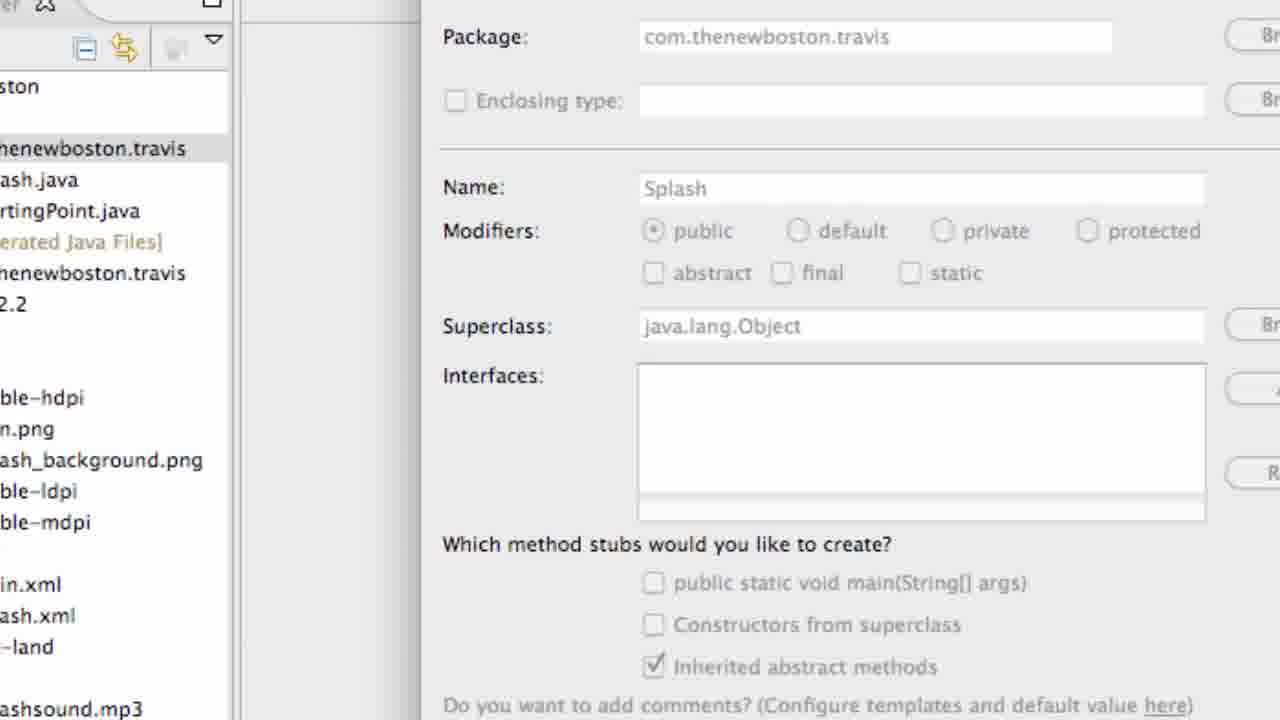 ston
henewboston.travis
ash.java
rtingPoint.java
erated Java Files]
henewboston.travis
2.2
ble-hdpi
n.png
ash_background.png
ble-ldpi
ble-mdpi
in.xml
ash.xml
-land
ashsound.mp3
Package: com.thenewboston.travis Br
Enclosing type: Br
Name: Splash
Modifiers: public default private protected
abstract final static
Superclass: java.lang.Object Br
Interfaces:
R
Which method stubs would you like to create?
public static void main(String[] args)
Constructors from superclass
Inherited abstract methods
Do you want to add comments? (Configure templates and default value here)